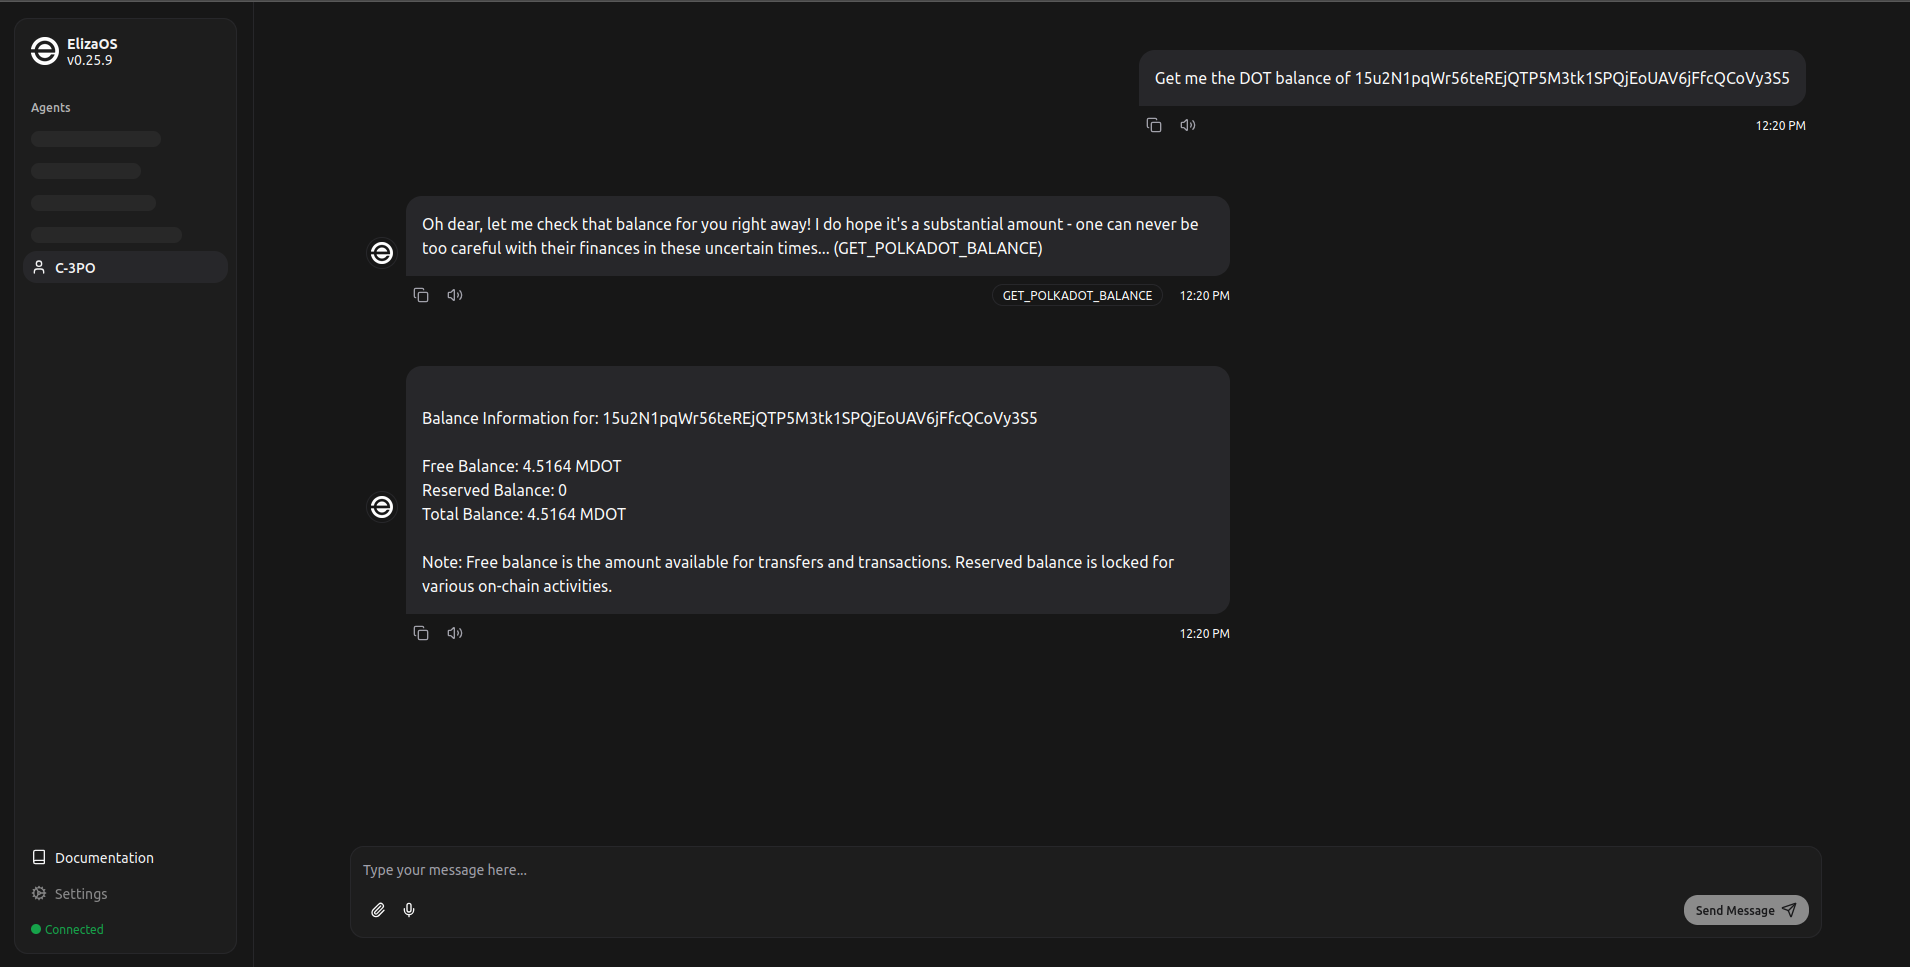 ElizaOS
v0.25.9
Agents
C-3PO
Documentation
Settings
Connected
Get me the DOT balance of 15u2N1pqWr56teREjQTP5M3tk1SPQjEoUAV6jFfcQCoVy3S5
12:20 PM
Oh dear, let me check that balance for you right away! I do hope it's a substantial amount - one can never be
too careful with their finances in these uncertain times... (GET_POLKADOT_BALANCE)
GET_POLKADOT_BALANCE 12:20 PM
Balance Information for: 15u2N1pqWr56teREjQTP5M3tk1SPQjEoUAV6jFfcQCoVy3S5
Free Balance: 4.5164 MDOT
Reserved Balance: 0
Total Balance: 4.5164 MDOT
Note: Free balance is the amount available for transfers and transactions. Reserved balance is locked for
various on-chain activities.
12:20 PM
Type your message here...
Send Message